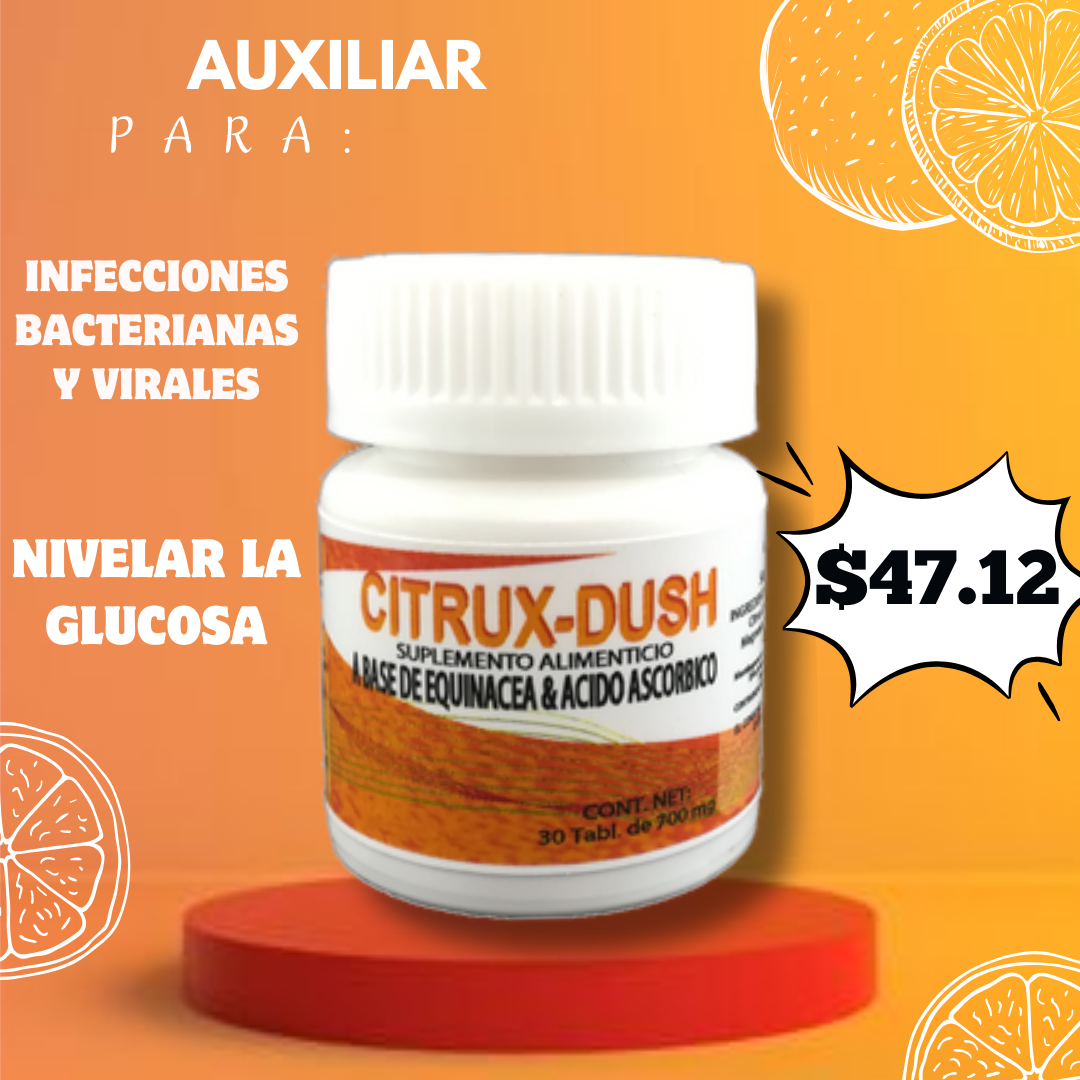 AUXILIAR
PARA:
INFECCIONES
BACTERIANAS
Y VIRALES
NIVELAR LA
GLUCOSA
$47.12
CITRUX-DUSH
SUPLEMENTO ALIMENTICIO
A BASE DE EQUINACEA & ACIDO ASCORBICO
CONT. NET:
30 Tabl. de 700 mg